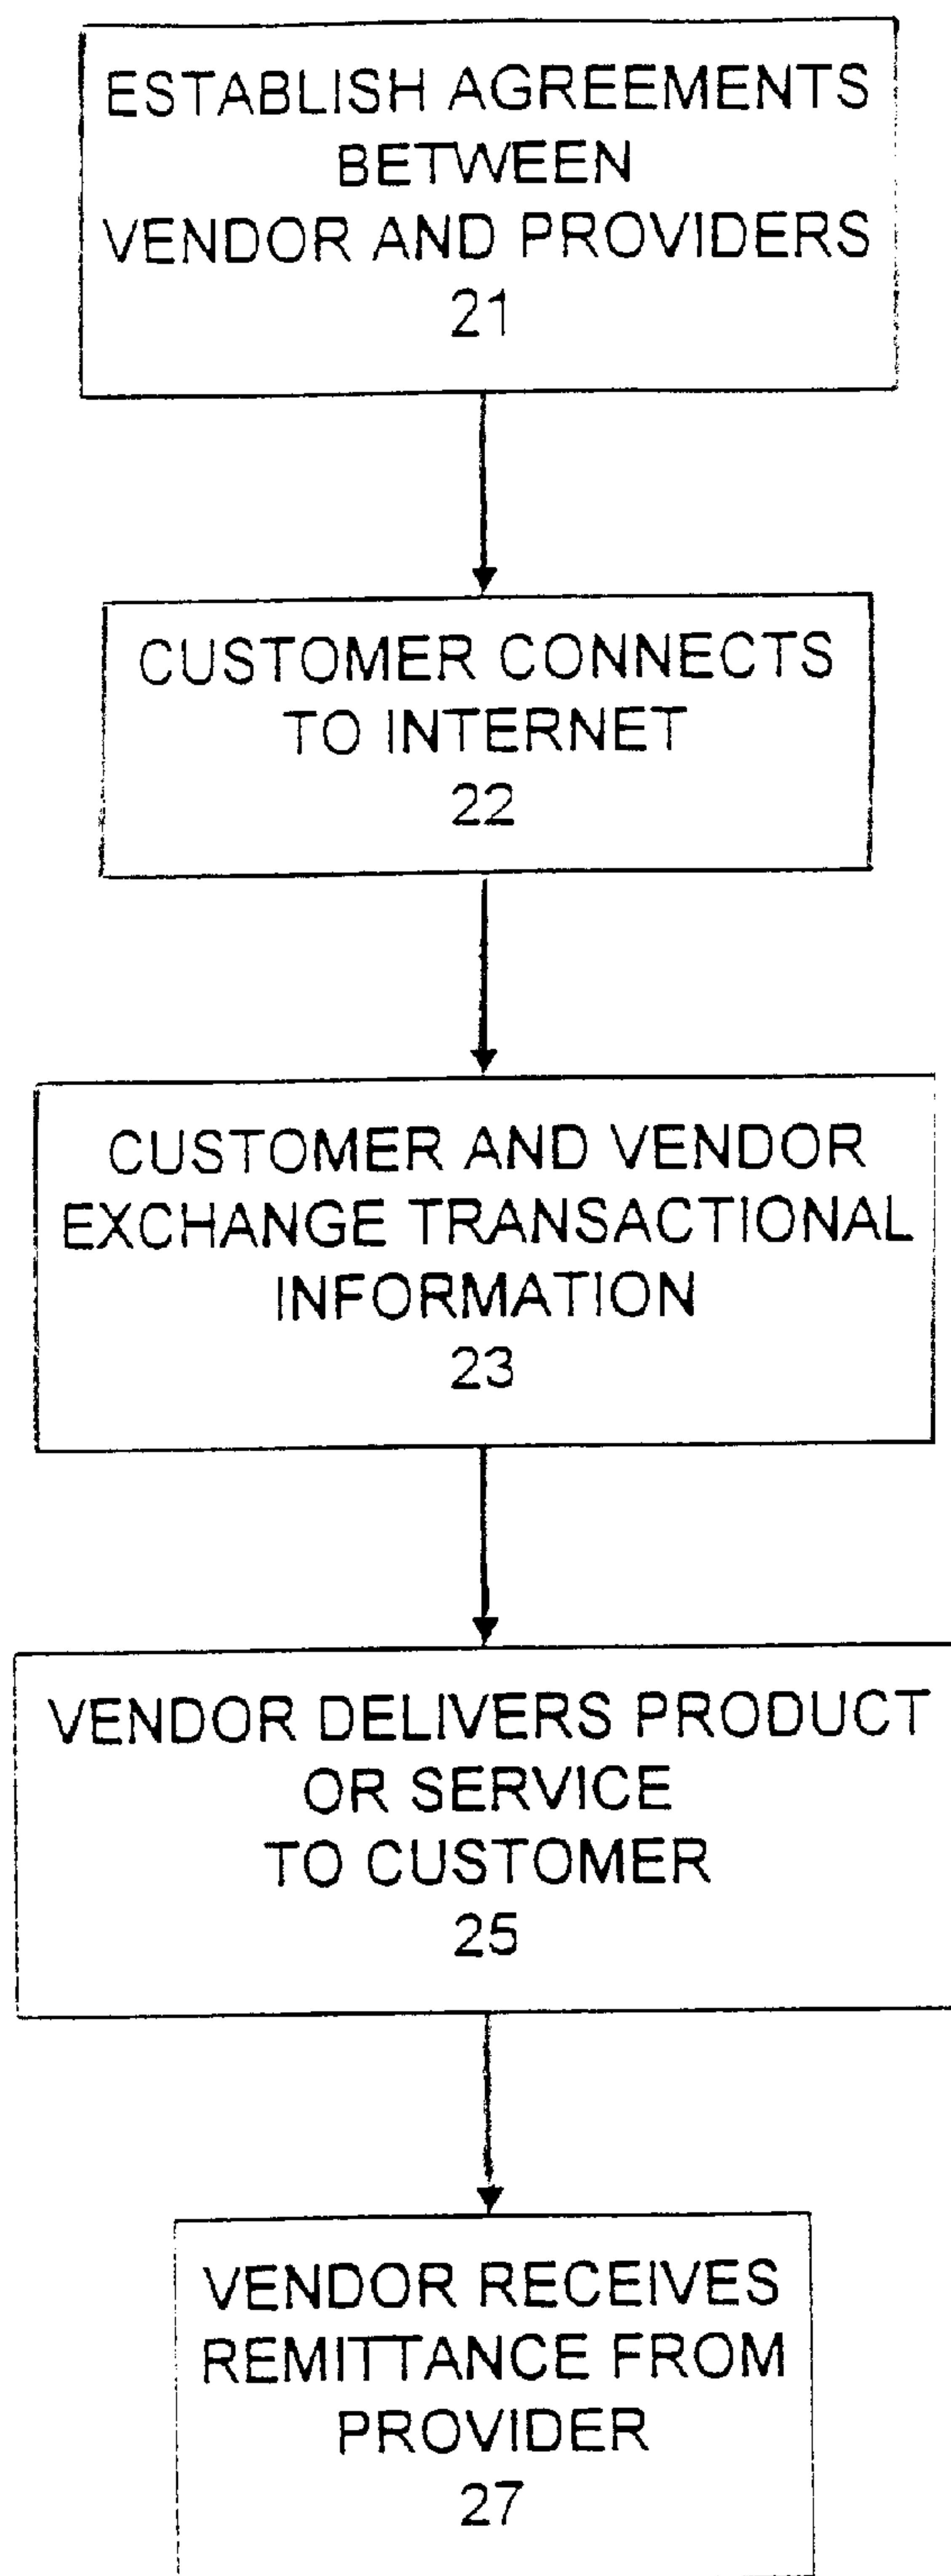 ESTABLISH AGREEMENTS
BETWEEN
VENDOR AND PROVIDERS
21
CUSTOMER CONNECTS
TO INTERNET
22
CUSTOMER AND VENDOR
EXCHANGE TRANSACTIONAL
INFORMATION
23
VENDOR DELIVERS PRODUCT
OR SERVICE
TO CUSTOMER
25
VENDOR RECEIVES
REMITTANCE FROM
PROVIDER
27